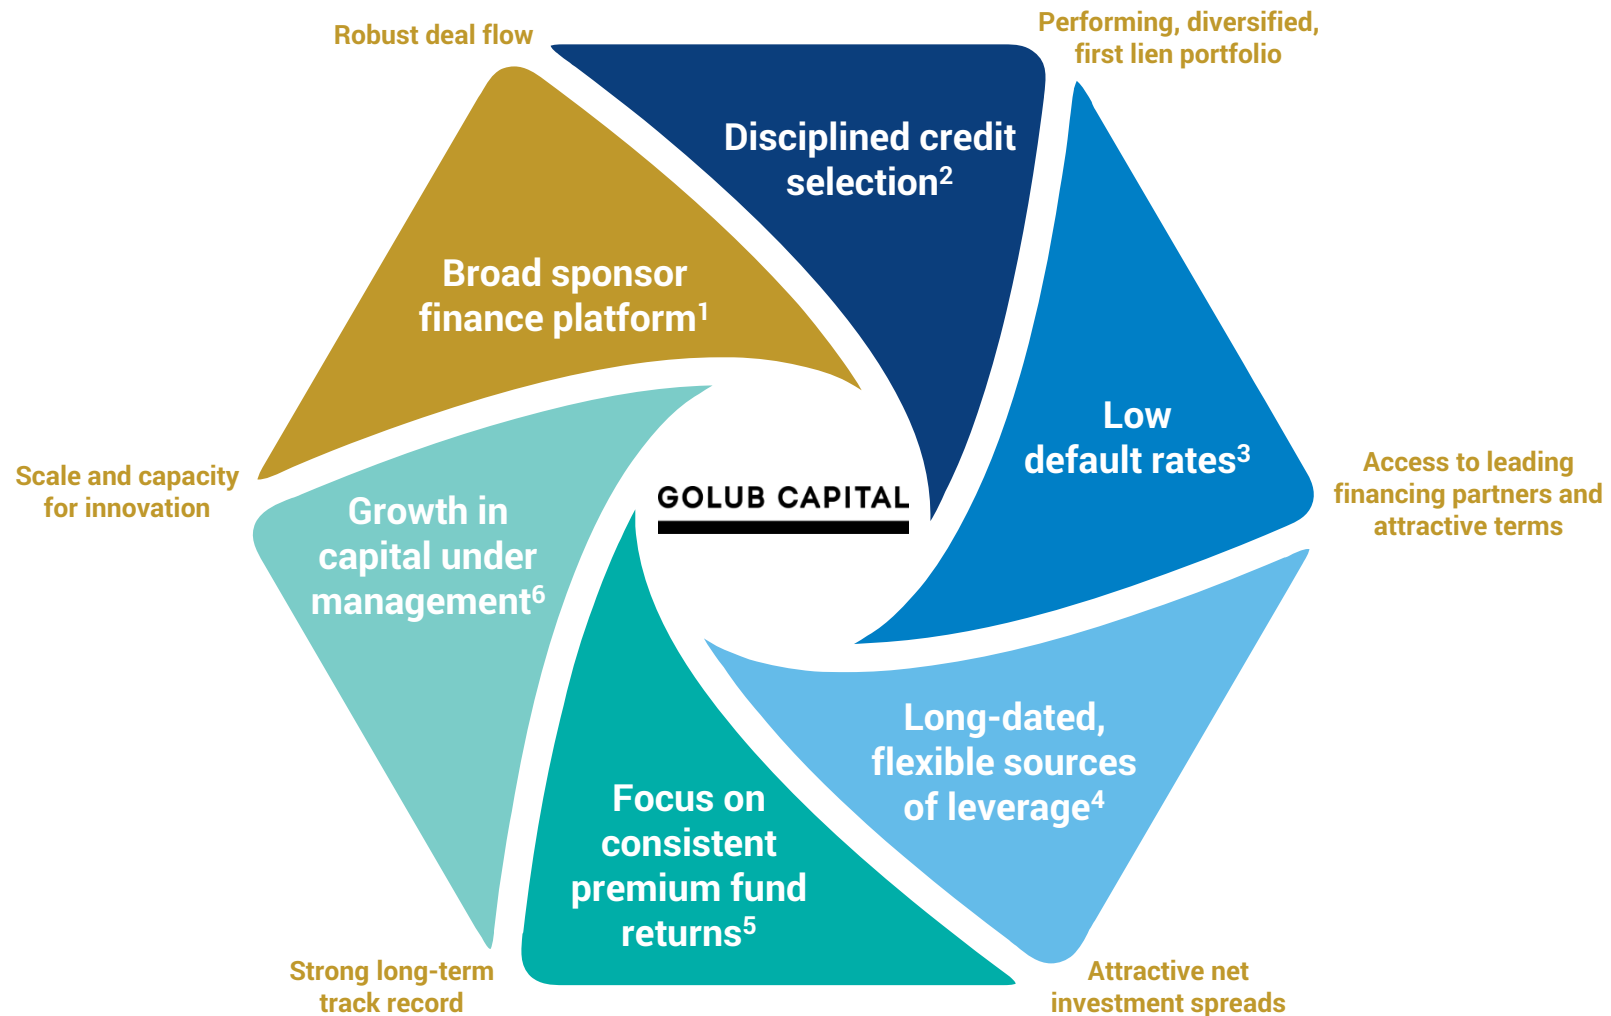 Robust deal flow
Performing, diversified,
first lien portfolio
Disciplined credit
selection²
Broad sponsor
finance platform¹
Low
default rates³
Access to leading
financing partners and
attractive terms
Scale and capacity
for innovation
GOLUB CAPITAL
Growth in
capital under
management⁶
Long-dated,
flexible sources
of leverage⁴
Focus on
consistent
premium fund
returns⁵
Strong long-term
track record
Attractive net
investment spreads